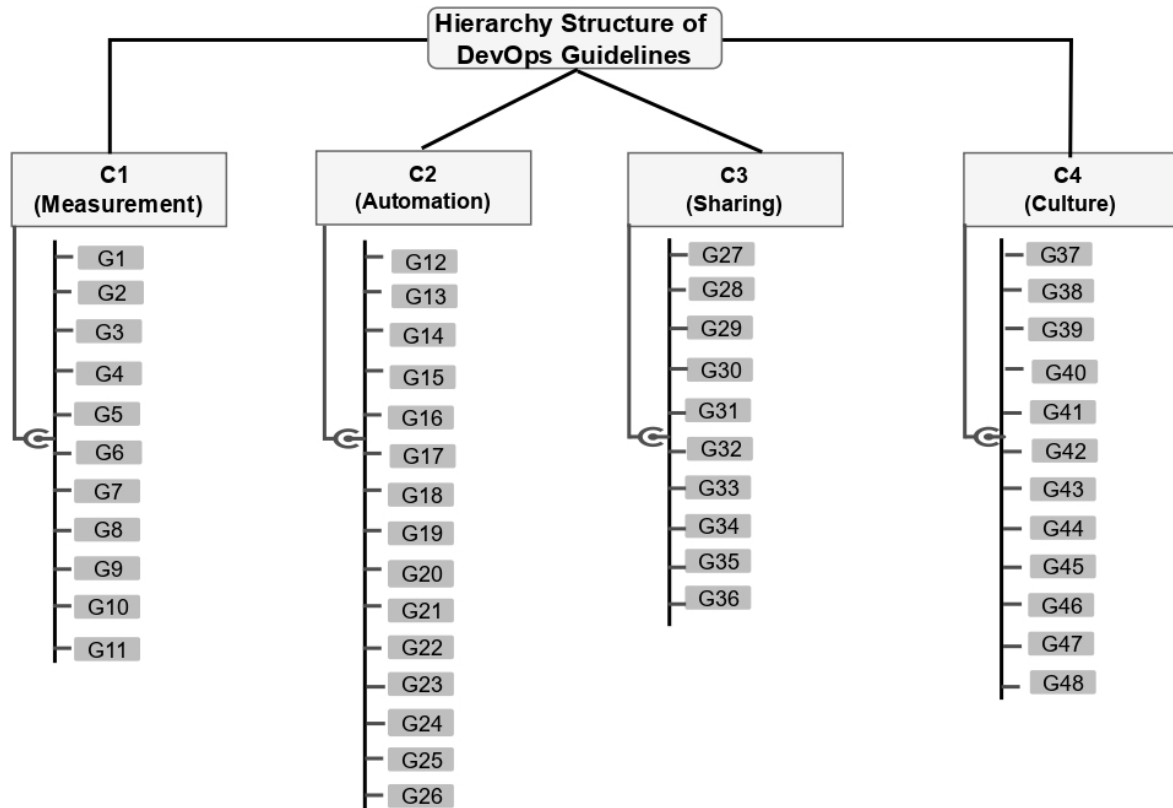 Hierarchy Structure of
DevOps Guidelines
C1
(Measurement)
G1
G2
G3
G4
G5
G6
G7
G8
G9
G10
G11
C2
(Automation)
G12
G13
G14
G15
G16
G17
G18
G19
G20
G21
G22
G23
G24
G25
G26
C3
(Sharing)
G27
G28
G29
G30
G31
G32
G33
G34
G35
G36
C4
(Culture)
G37
G38
G39
G40
G41
G42
G43
G44
G45
G46
G47
G48